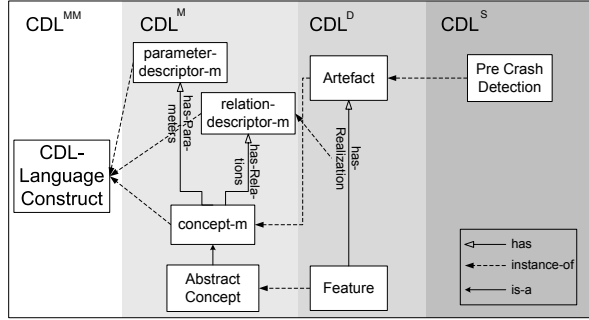 CDL^MM
CDL^M
CDL^D
CDL^S
parameter-
descriptor-m
Artefact
Pre Crash
Detection
relation-
descriptor-m
has-Para-
meters
has-Rela-
tions
has-
Realization
CDL-
Language
Construct
concept-m
Abstract
Concept
Feature
has
instance-of
is-a